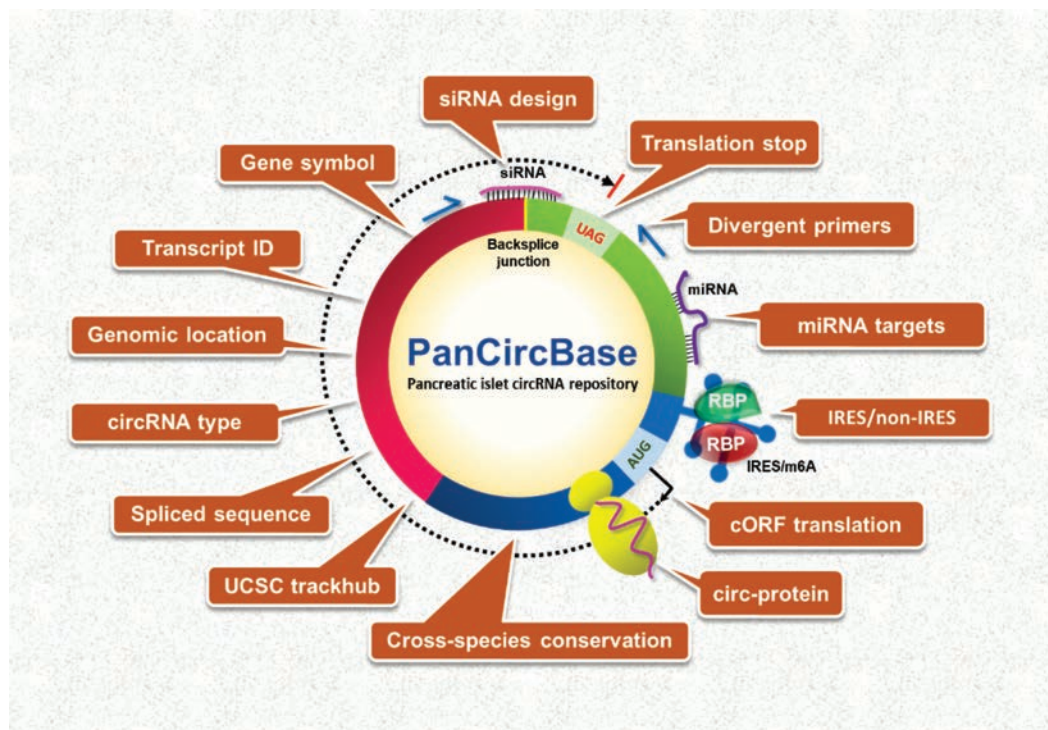 siRNA design
Translation stop
Gene symbol
siRNA
UAG
Divergent primers
Transcript ID
Backsplice
junction
miRNA
Genomic location
PanCircBase
miRNA targets
Pancreatic islet circRNA repository
circRNA type
RBP
IRES/non-IRES
RBP
AUG
IRES/m6A
Spliced sequence
cORF translation
UCSC trackhub
circ-protein
Cross-species conservation